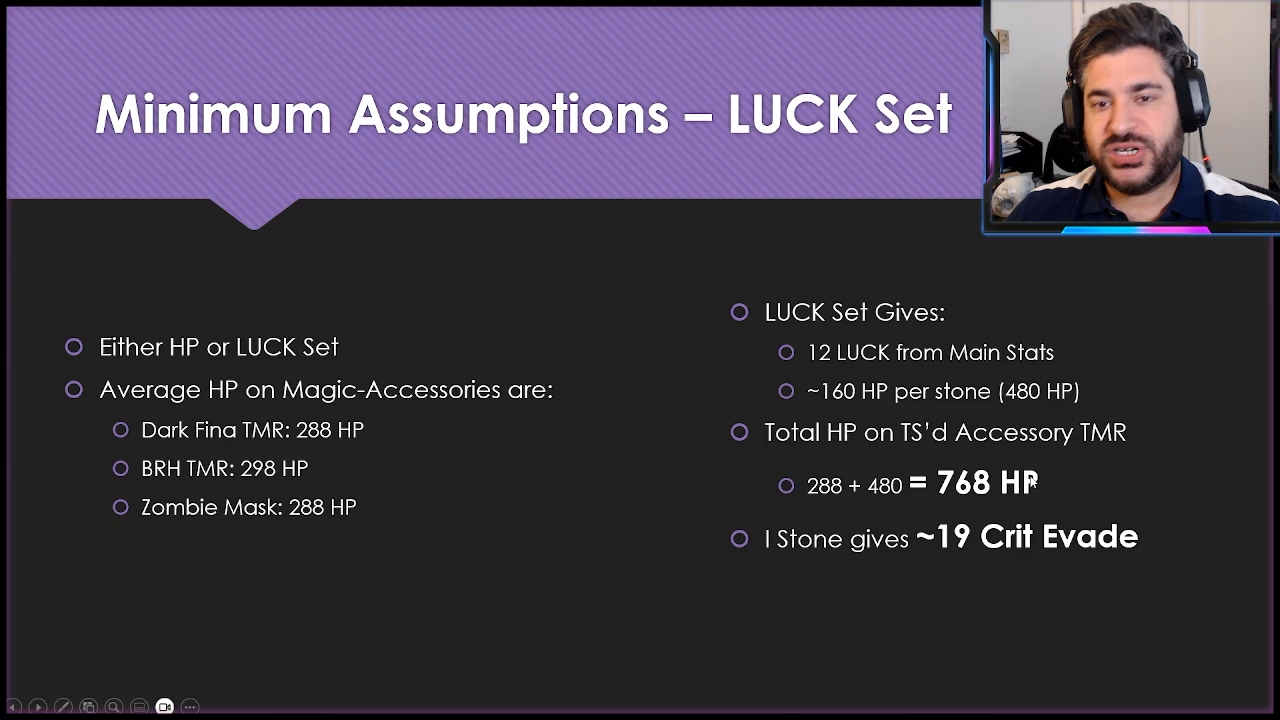 Minimum Assumptions – LUCK Set
Either HP or LUCK Set
Average HP on Magic-Accessories are:
Dark Fina TMR: 288 HP
BRH TMR: 298 HP
Zombie Mask: 288 HP
LUCK Set Gives:
12 LUCK from Main Stats
~160 HP per stone (480 HP)
Total HP on TS’d Accessory TMR
288 + 480 = 768 HP
I Stone gives ~19 Crit Evade